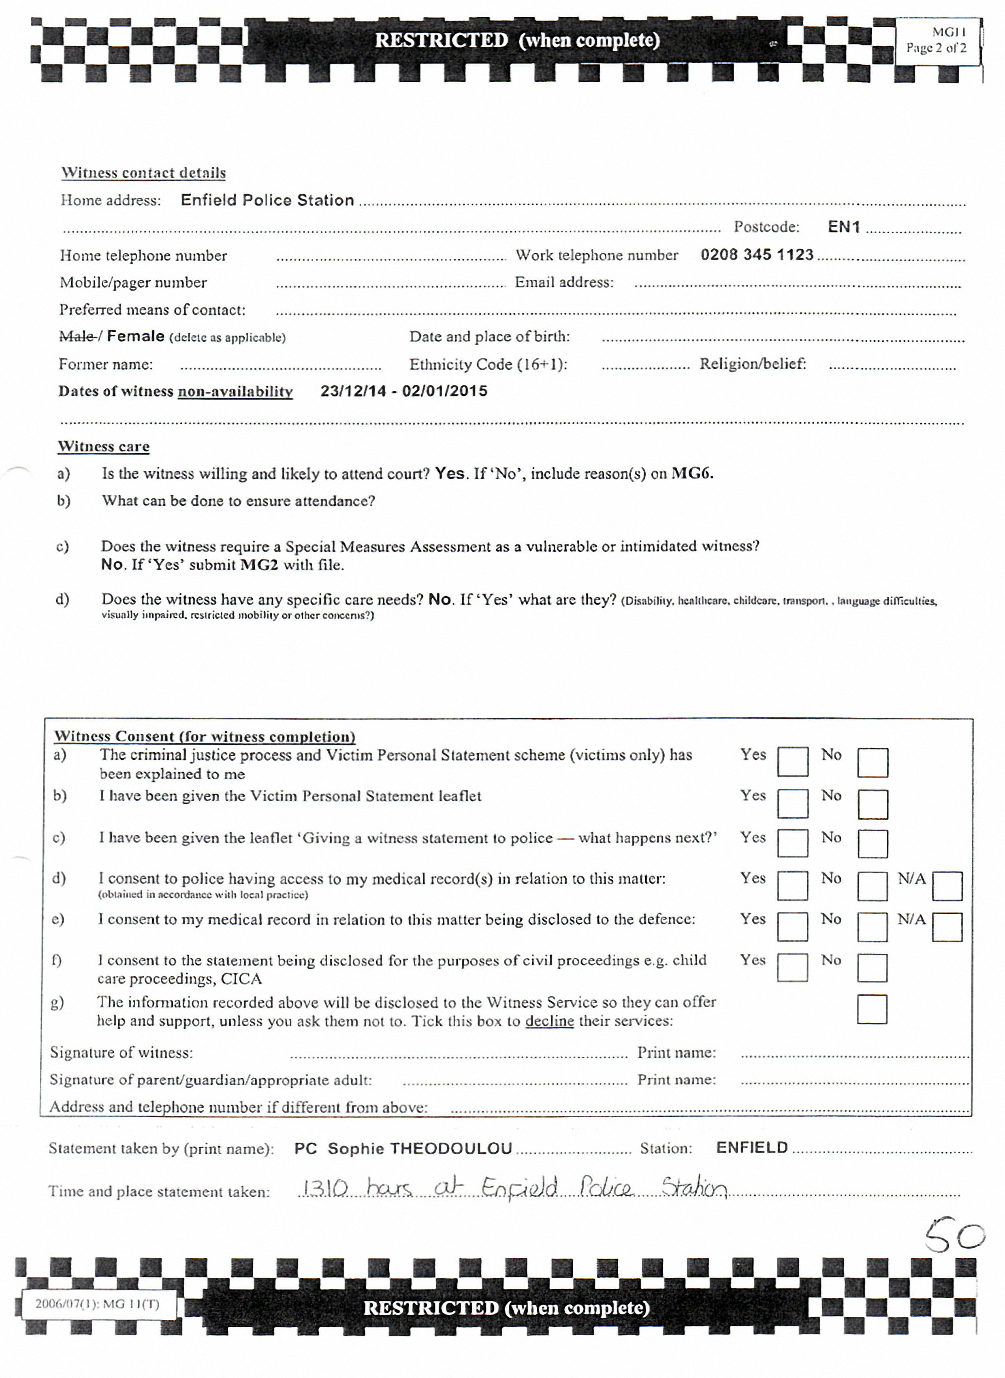 RESTRICTED (when complete)
MG11
Page 2 of 2
Witness contact details
Home address: Enfield Police Station
Postcode: EN1
Home telephone number Work telephone number 0208 345 1123
Mobile/pager number Email address:
Preferred means of contact:
Male / Female (delete as applicable) Date and place of birth:
Former name: Ethnicity Code (16+1): Religion/belief:
Dates of witness non-availability 23/12/14 - 02/01/2015
Witness care
a) Is the witness willing and likely to attend court? Yes. If ‘No’, include reason(s) on MG6.
b) What can be done to ensure attendance?
c) Does the witness require a Special Measures Assessment as a vulnerable or intimidated witness?
No. If ‘Yes’ submit MG2 with file.
d) Does the witness have any specific care needs? No. If ‘Yes’ what are they? (Disability, healthcare, childcare, transport, , language difficulties,
visually impaired, restricted mobility or other concerns?)
Witness Consent (for witness completion)
a) The criminal justice process and Victim Personal Statement scheme (victims only) has Yes No
been explained to me
b) I have been given the Victim Personal Statement leaflet Yes No
c) I have been given the leaflet ‘Giving a witness statement to police — what happens next?’ Yes No
d) I consent to police having access to my medical record(s) in relation to this matter: Yes No N/A
(obtained in accordance with local practice)
e) I consent to my medical record in relation to this matter being disclosed to the defence: Yes No N/A
f) I consent to the statement being disclosed for the purposes of civil proceedings e.g. child Yes No
care proceedings, CICA
g) The information recorded above will be disclosed to the Witness Service so they can offer
help and support, unless you ask them not to. Tick this box to decline their services:
Signature of witness: Print name:
Signature of parent/guardian/appropriate adult: Print name:
Address and telephone number if different from above:
Statement taken by (print name): PC Sophie THEODOULOU Station: ENFIELD
Time and place statement taken: 1310 hours at Enfield Police Station
50
2006/07(1): MG 11(T)
RESTRICTED (when complete)